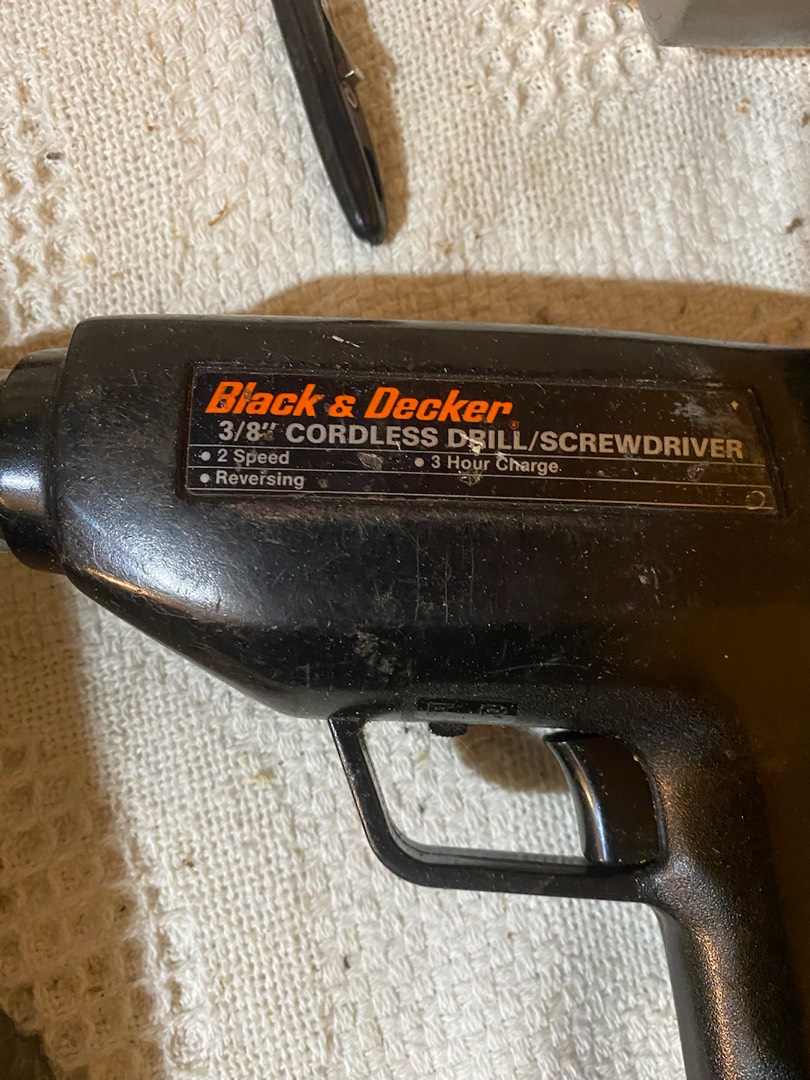 Black & Decker®
3/8" CORDLESS DRILL/SCREWDRIVER
• 2 Speed • 3 Hour Charge
• Reversing
F R